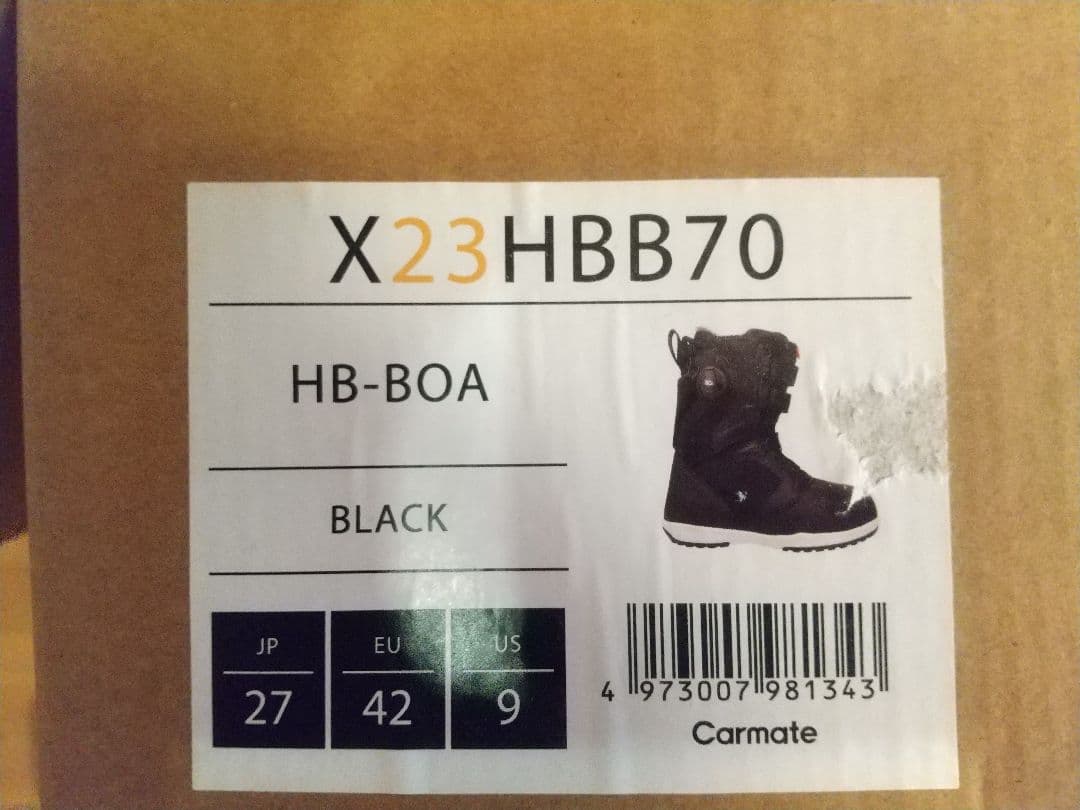 X23HBB70
HB-BOA
BLACK
JP EU US
27 42 9
4 973007 981343
Carmate